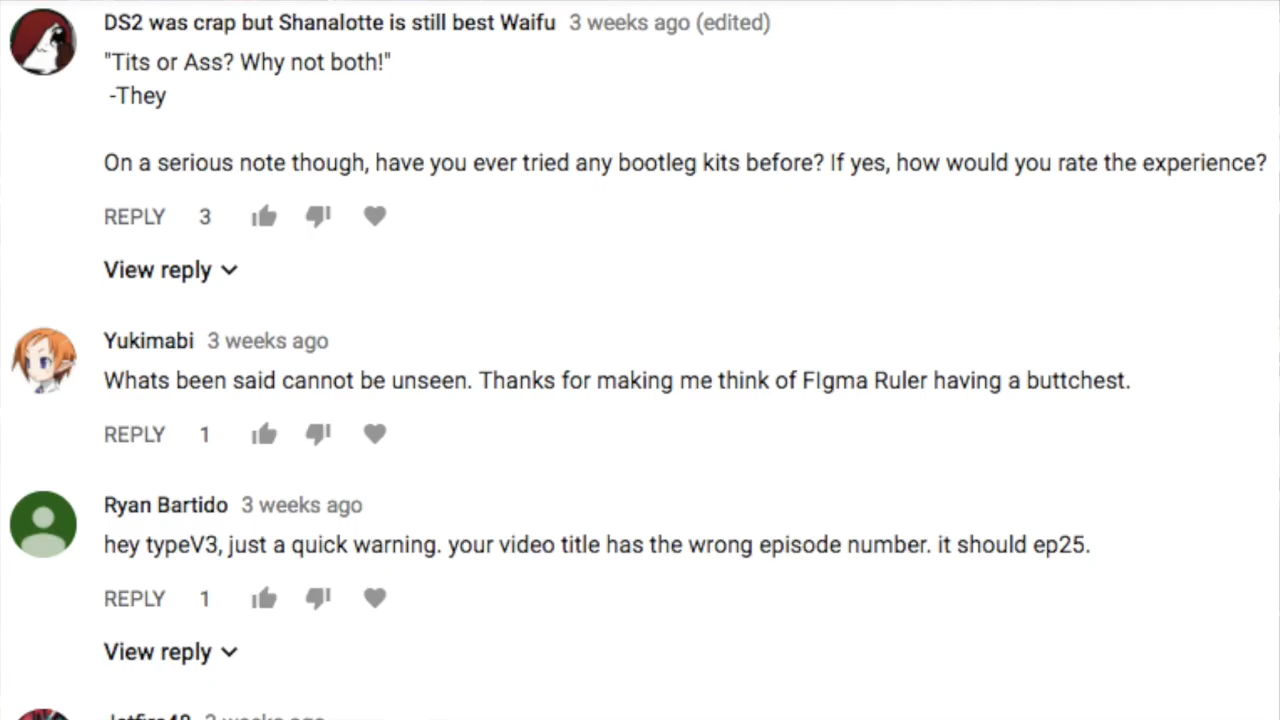 DS2 was crap but Shanalotte is still best Waifu 3 weeks ago (edited)
"Tits or Ass? Why not both!"
-They
On a serious note though, have you ever tried any bootleg kits before? If yes, how would you rate the experience?
REPLY 3
View reply
Yukimabi 3 weeks ago
Whats been said cannot be unseen. Thanks for making me think of FIgma Ruler having a buttchest.
REPLY 1
Ryan Bartido 3 weeks ago
hey typeV3, just a quick warning. your video title has the wrong episode number. it should ep25.
REPLY 1
View reply
Jetfire48 3 weeks ago